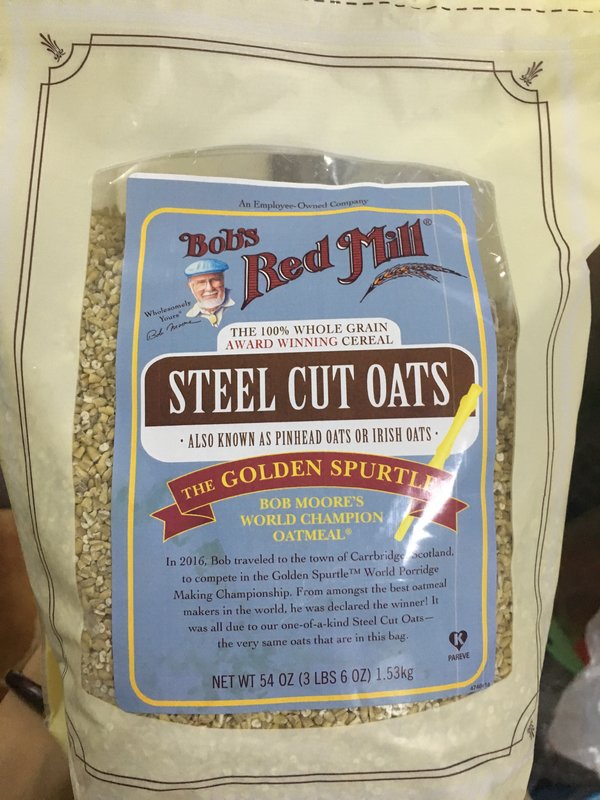 An Employee-Owned Company
Bob's
Red Mill®
Wholesomely
Yours®
Bob Moore
THE 100% WHOLE GRAIN
AWARD WINNING CEREAL
STEEL CUT OATS
• ALSO KNOWN AS PINHEAD OATS OR IRISH OATS •
THE GOLDEN SPURTLE
BOB MOORE'S
WORLD CHAMPION
OATMEAL®
In 2016, Bob traveled to the town of Carrbridge, Scotland,
to compete in the Golden Spurtle™ World Porridge
Making Championship. From amongst the best oatmeal
makers in the world, he was declared the winner! It
was all due to our one-of-a-kind Steel Cut Oats—
the very same oats that are in this bag.
K
PAREVE
NET WT 54 OZ (3 LBS 6 OZ) 1.53kg